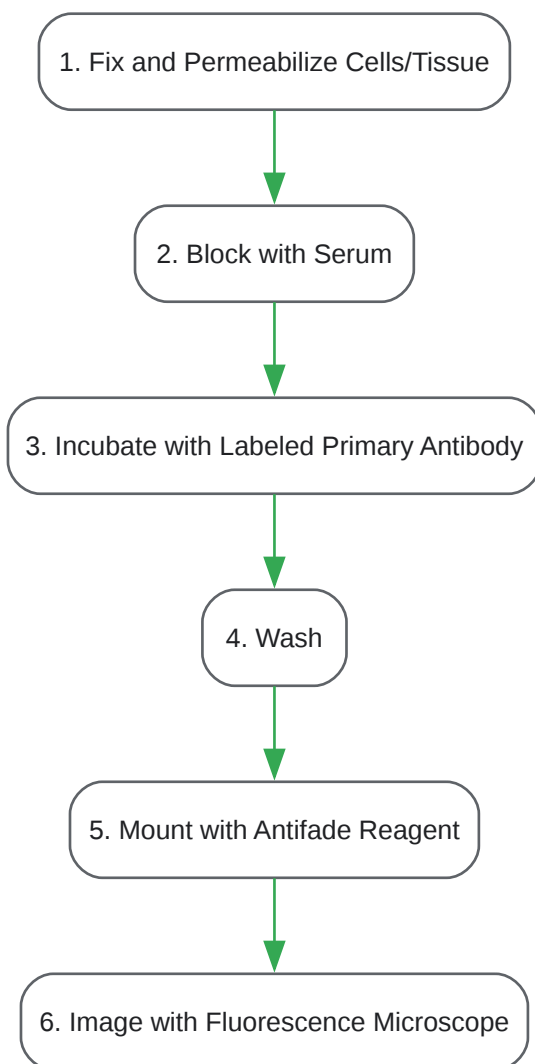 1. Fix and Permeabilize Cells/Tissue
2. Block with Serum
3. Incubate with Labeled Primary Antibody
4. Wash
5. Mount with Antifade Reagent
6. Image with Fluorescence Microscope